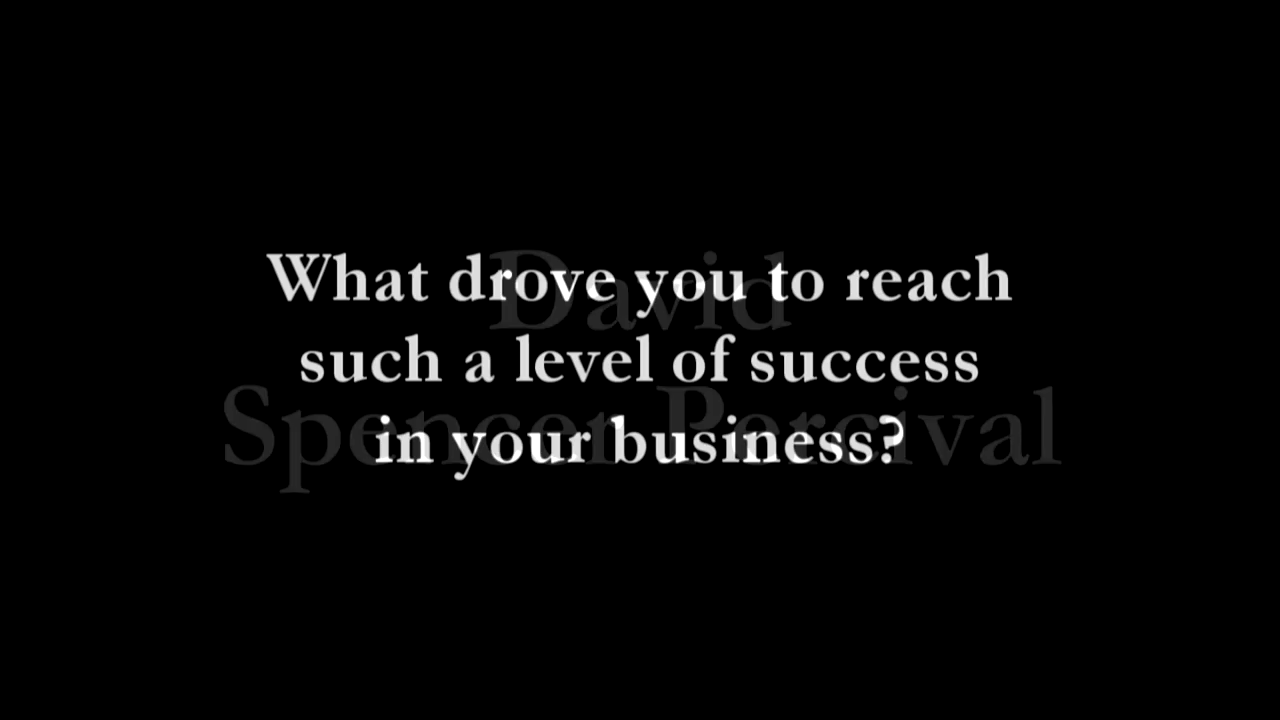 What drove you to reach
such a level of success
in your business?
David
Spencer Percival